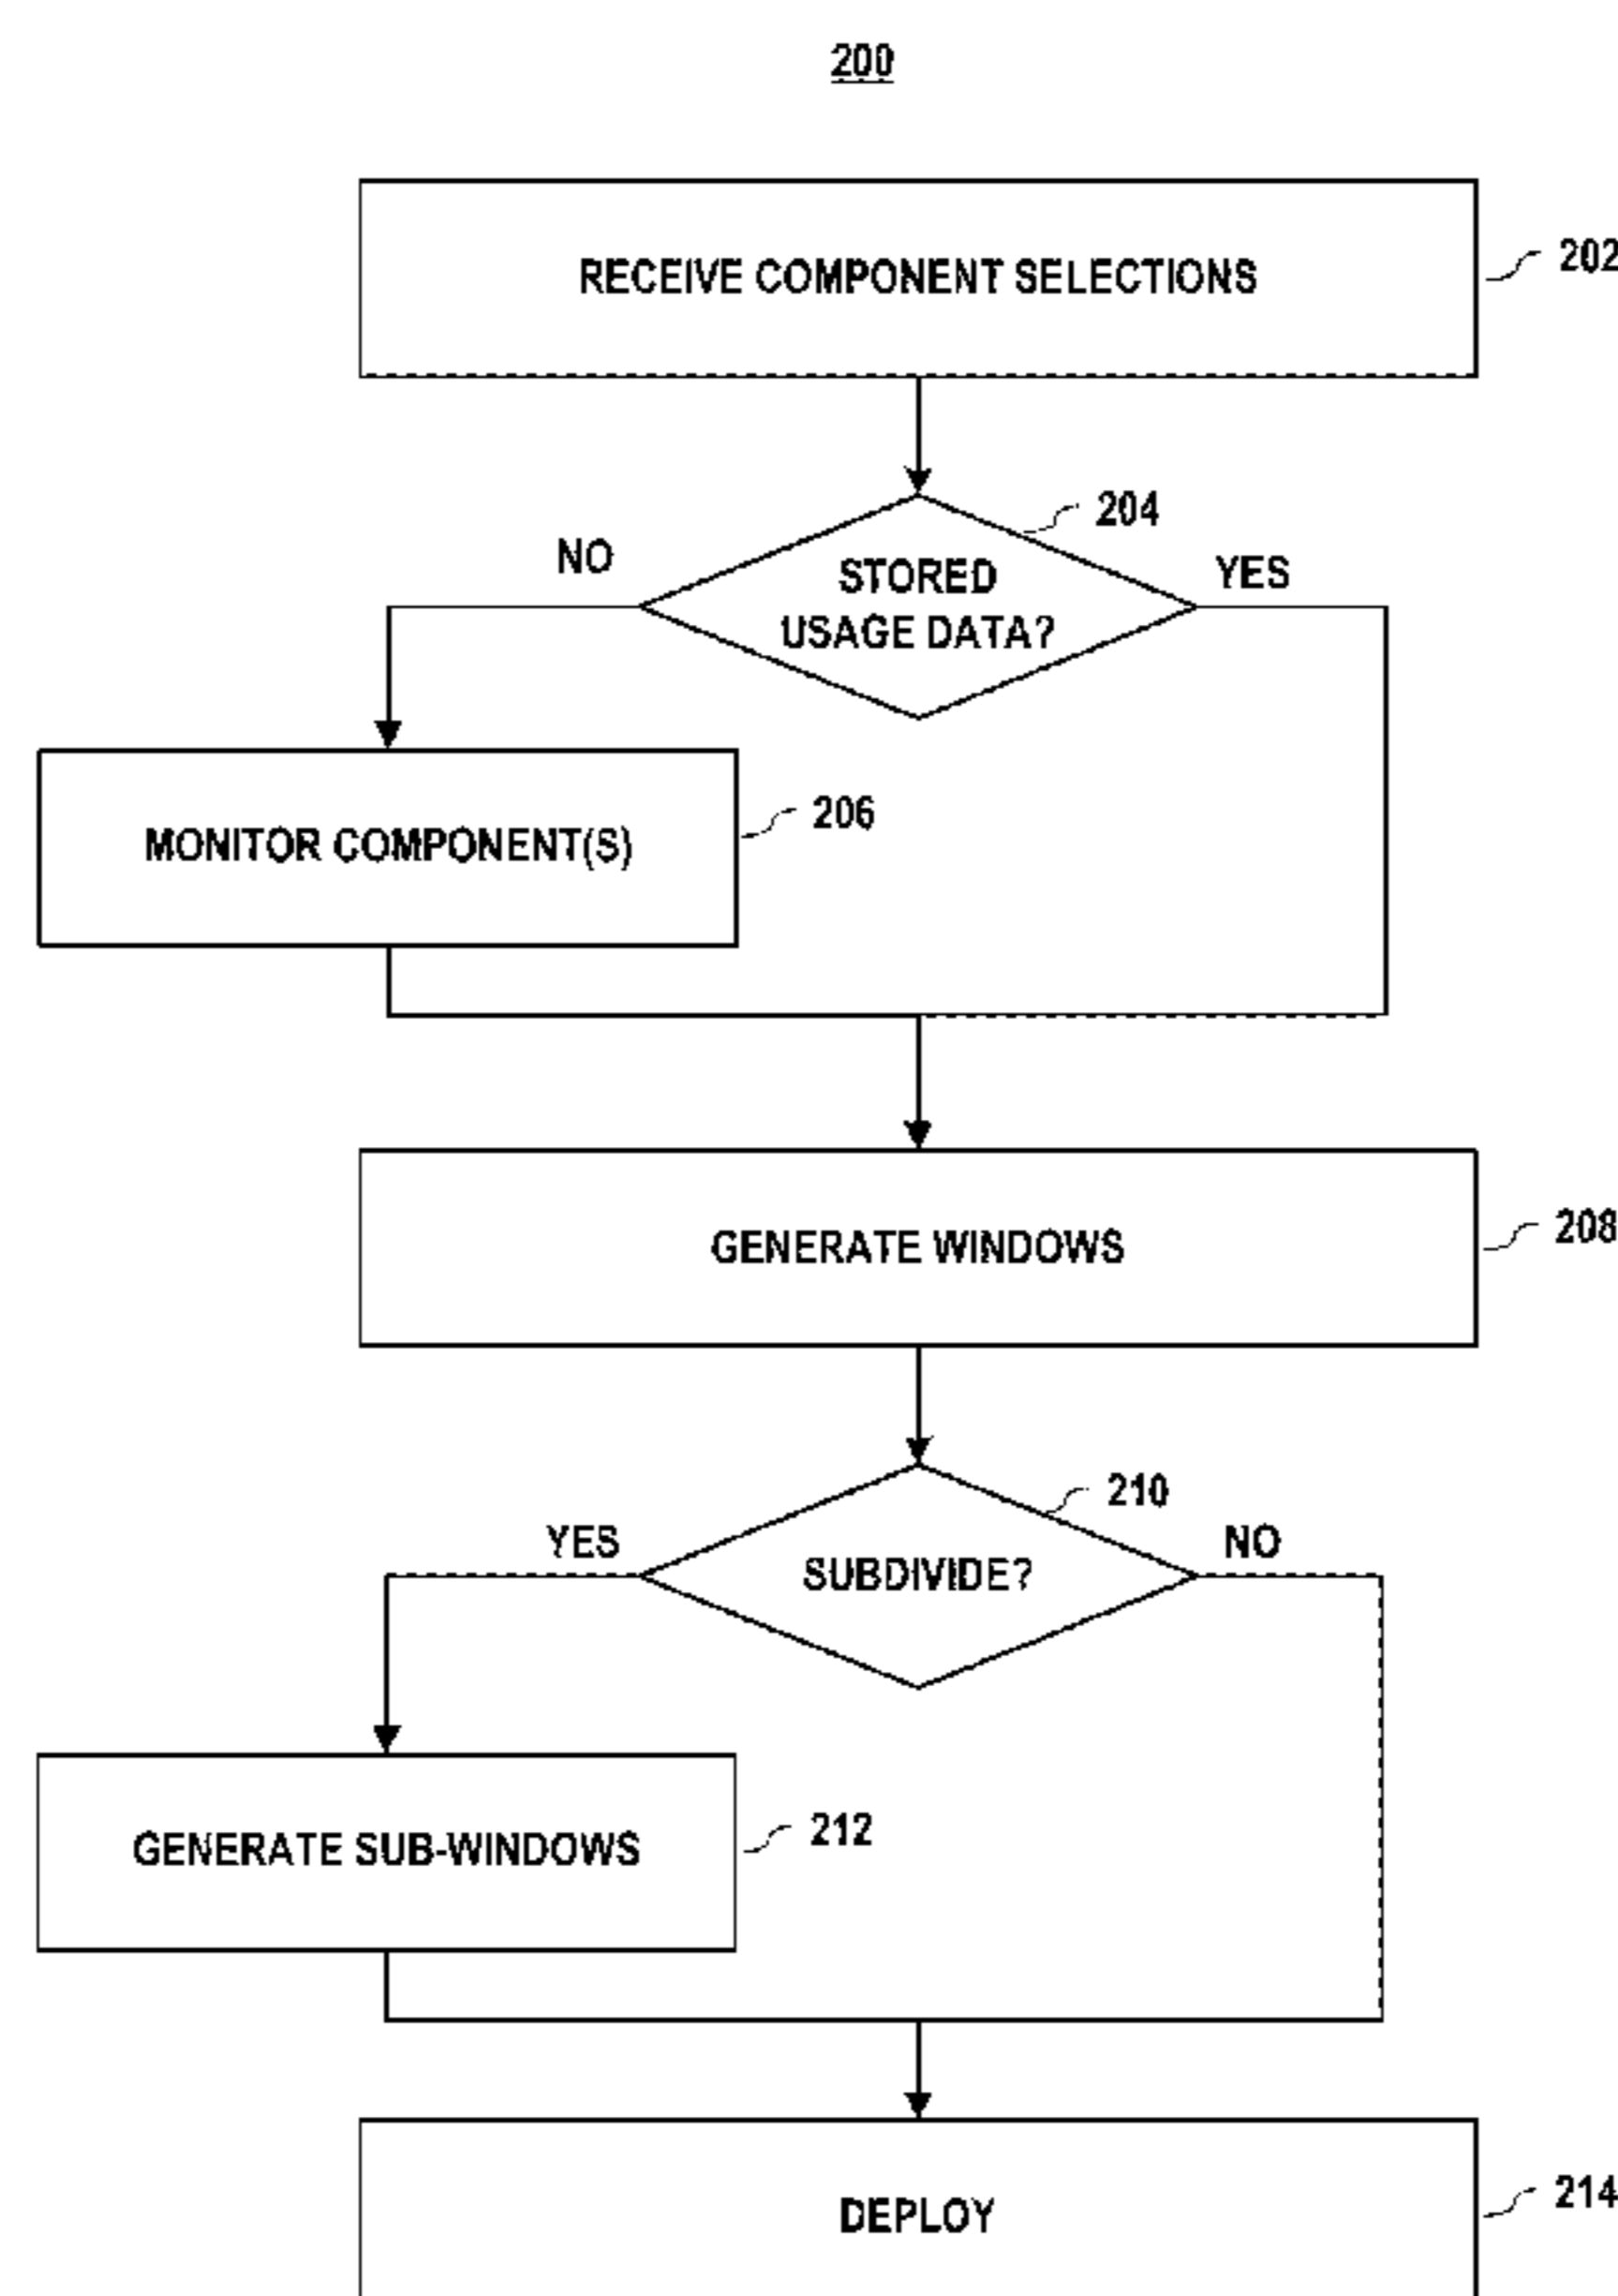 200
RECEIVE COMPONENT SELECTIONS
202
204
NO
STORED
USAGE DATA?
YES
206
MONITOR COMPONENT(S)
GENERATE WINDOWS
208
210
YES
SUBDIVIDE?
NO
GENERATE SUB-WINDOWS
212
DEPLOY
214